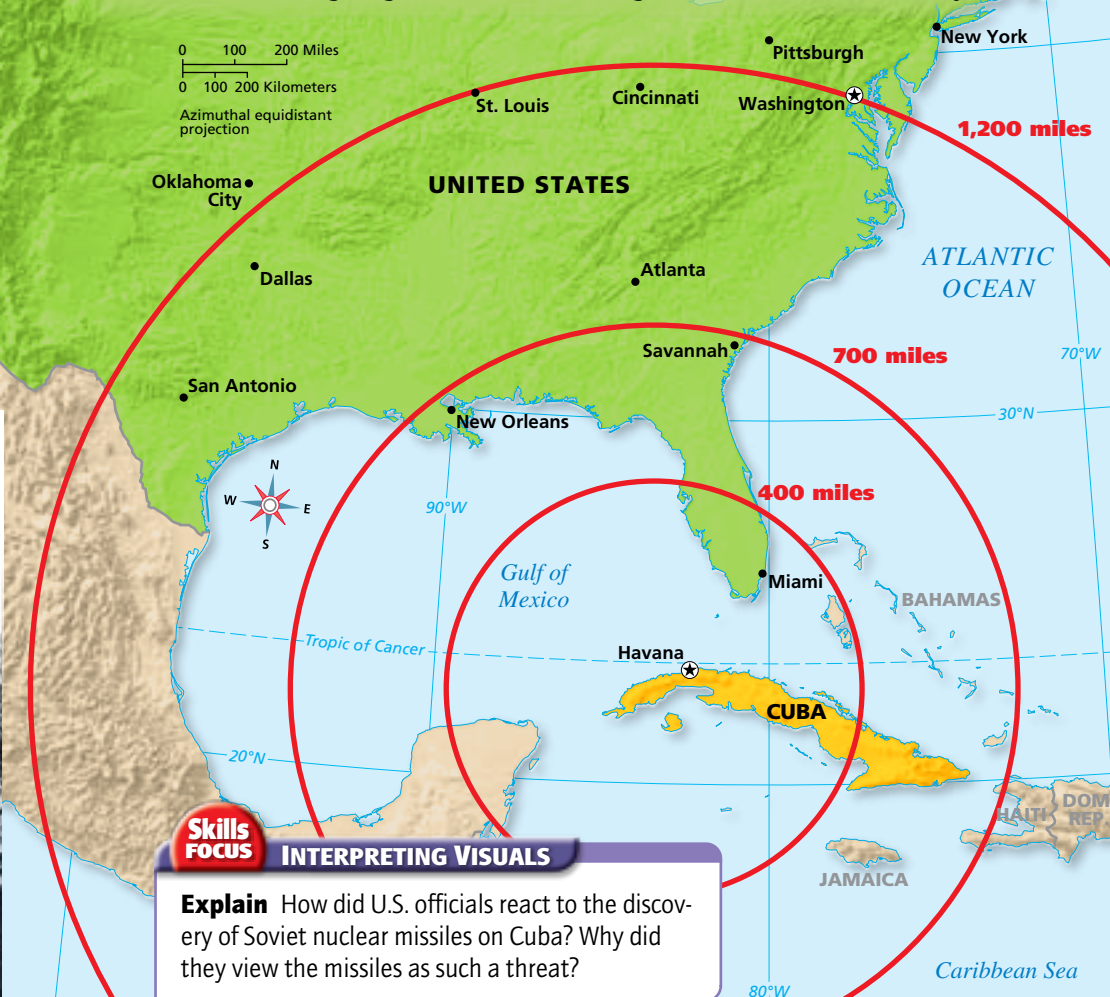 New York
Pittsburgh
0 100 200 Miles
0 100 200 Kilometers
Azimuthal equidistant
projection
St. Louis
Cincinnati
Washington
1,200 miles
Oklahoma
City
UNITED STATES
ATLANTIC
OCEAN
Dallas
Atlanta
Savannah
700 miles
70°W
San Antonio
New Orleans
30°N
N
W
E
S
90°W
400 miles
Gulf of
Mexico
Miami
BAHAMAS
Tropic of Cancer
Havana
CUBA
20°N
HAITI
DOM
REP.
JAMAICA
Skills
FOCUS
INTERPRETING VISUALS
Explain How did U.S. officials react to the discov-
ery of Soviet nuclear missiles on Cuba? Why did
they view the missiles as such a threat?
Caribbean Sea
80°W